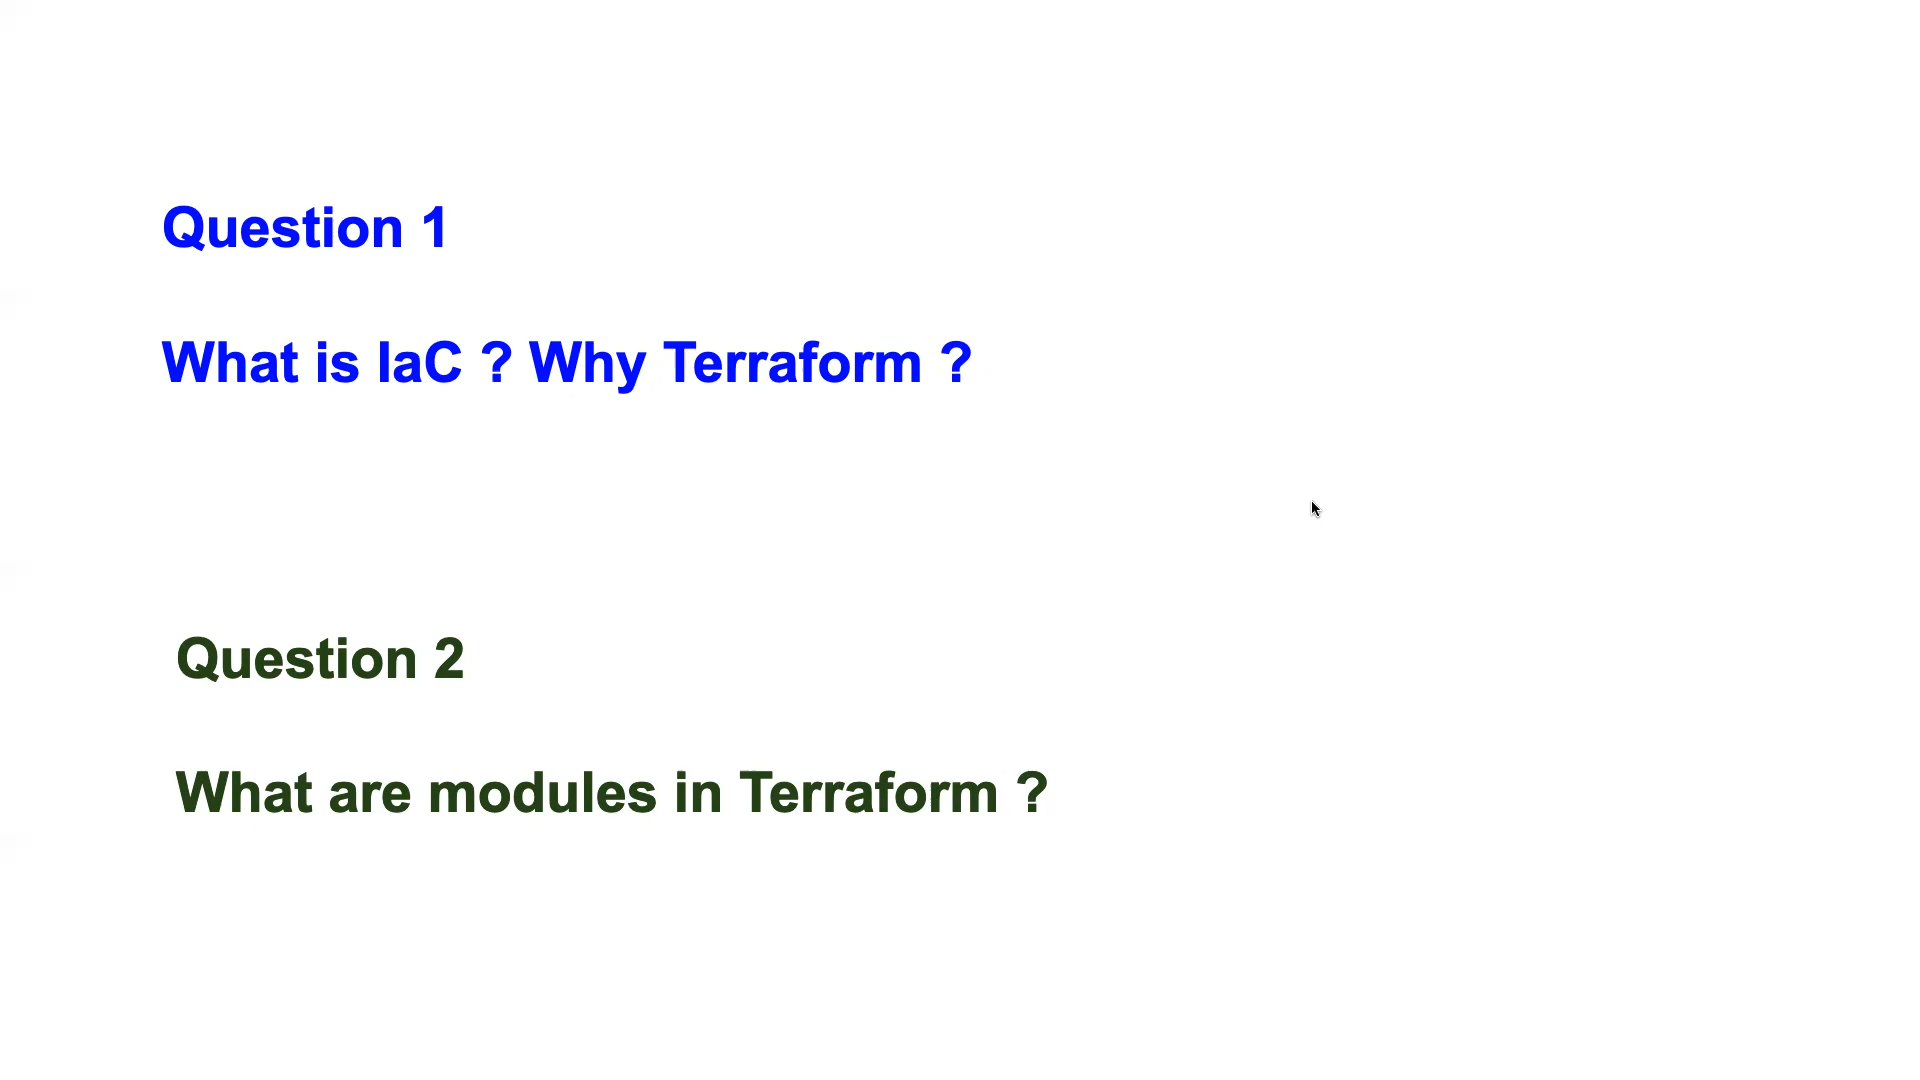 Question 1
What is IaC ? Why Terraform ?
Question 2
What are modules in Terraform ?